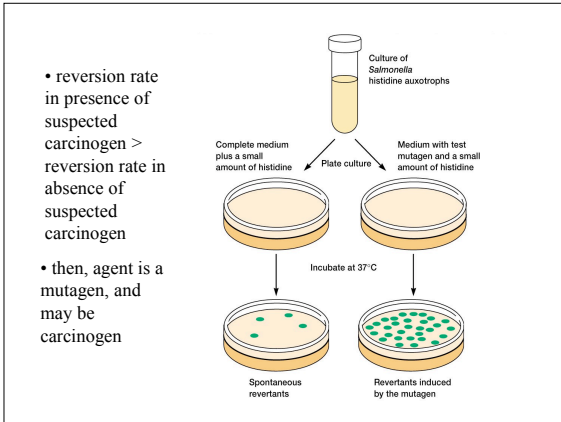 • reversion rate
in presence of
suspected
carcinogen >
reversion rate in
absence of
suspected
carcinogen
• then, agent is a
mutagen, and
may be
carcinogen
Culture of
Salmonella
histidine auxotrophs
Complete medium
plus a small
amount of histidine
Plate culture
Medium with test
mutagen and a small
amount of histidine
Incubate at 37°C
Spontaneous
revertants
Revertants induced
by the mutagen